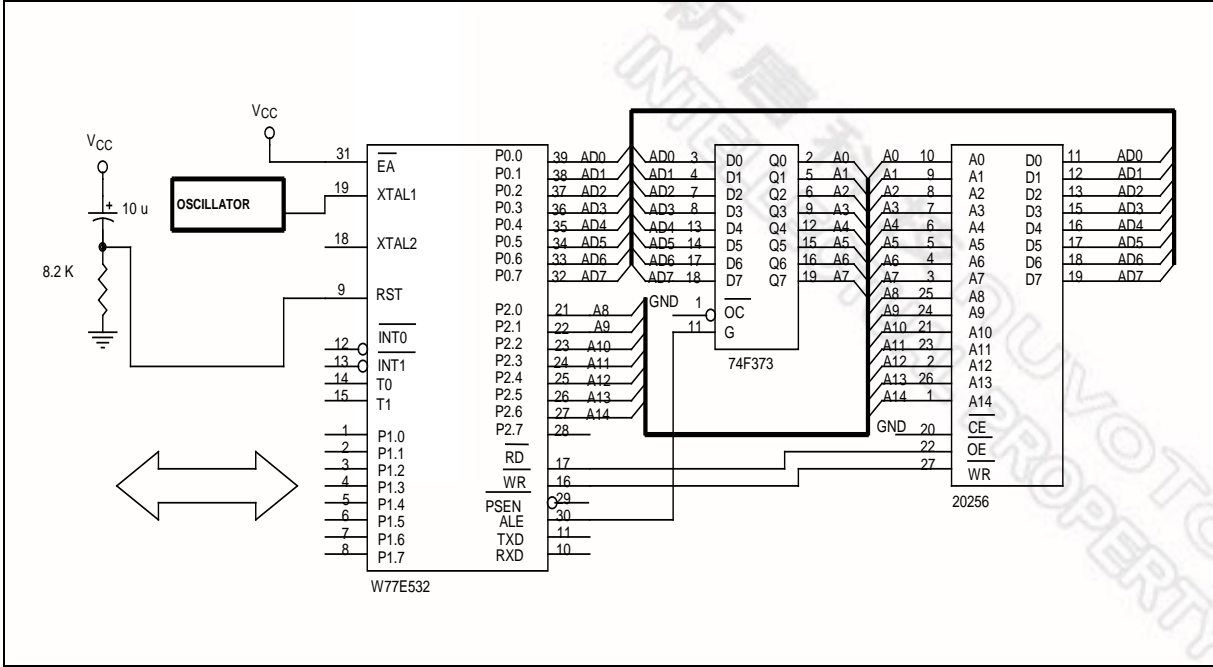 VCC
VCC
+
10 u
8.2 K
OSCILLATOR
31 EA
19 XTAL1
18 XTAL2
9 RST
12 INT0
13 INT1
14 T0
15 T1
1 P1.0
2 P1.1
3 P1.2
4 P1.3
5 P1.4
6 P1.5
7 P1.6
8 P1.7
P0.0 39 AD0
P0.1 38 AD1
P0.2 37 AD2
P0.3 36 AD3
P0.4 35 AD4
P0.5 34 AD5
P0.6 33 AD6
P0.7 32 AD7
P2.0 21 A8
P2.1 22 A9
P2.2 23 A10
P2.3 24 A11
P2.4 25 A12
P2.5 26 A13
P2.6 27 A14
P2.7 28
RD 17
WR 16
PSEN 29
ALE 30
TXD 11
RXD 10
W77E532
AD0 3 D0 Q0 2 A0
AD1 4 D1 Q1 5 A1
AD2 7 D2 Q2 6 A2
AD3 8 D3 Q3 9 A3
AD4 13 D4 Q4 12 A4
AD5 14 D5 Q5 15 A5
AD6 17 D6 Q6 16 A6
AD7 18 D7 Q7 19 A7
GND 1 OC
11 G
74F373
A0 10 A0 D0 11 AD0
A1 9 A1 D1 12 AD1
A2 8 A2 D2 13 AD2
A3 7 A3 D3 15 AD3
A4 6 A4 D4 16 AD4
A5 5 A5 D5 17 AD5
A6 4 A6 D6 18 AD6
A7 3 A7 D7 19 AD7
A8 25 A8
A9 24 A9
A10 21 A10
A11 23 A11
A12 2 A12
A13 26 A13
A14 1 A14
GND 20 CE
22 OE
27 WR
20256
新唐科
NUVOTO
INTELLECTUAL PROPERTY